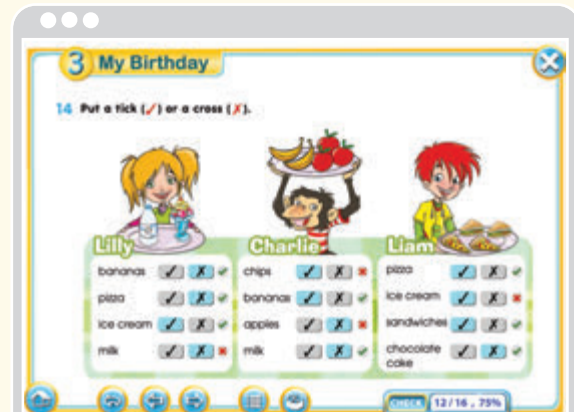 3 My Birthday
14 Put a tick (✓) or a cross (✗).
Lilly
bananas ✓ ✗ ✓
pizza ✓ ✗ ✓
ice cream ✓ ✗ ✓
milk ✓ ✗ ✗
Charlie
chips ✓ ✗ ✗
bananas ✓ ✗ ✓
apples ✓ ✗ ✗
milk ✓ ✗ ✓
Liam
pizza ✓ ✗ ✓
ice cream ✓ ✗ ✗
sandwiches ✓ ✗ ✓
chocolate ✓ ✗ ✓
cake
CHECK 12/16 , 75%